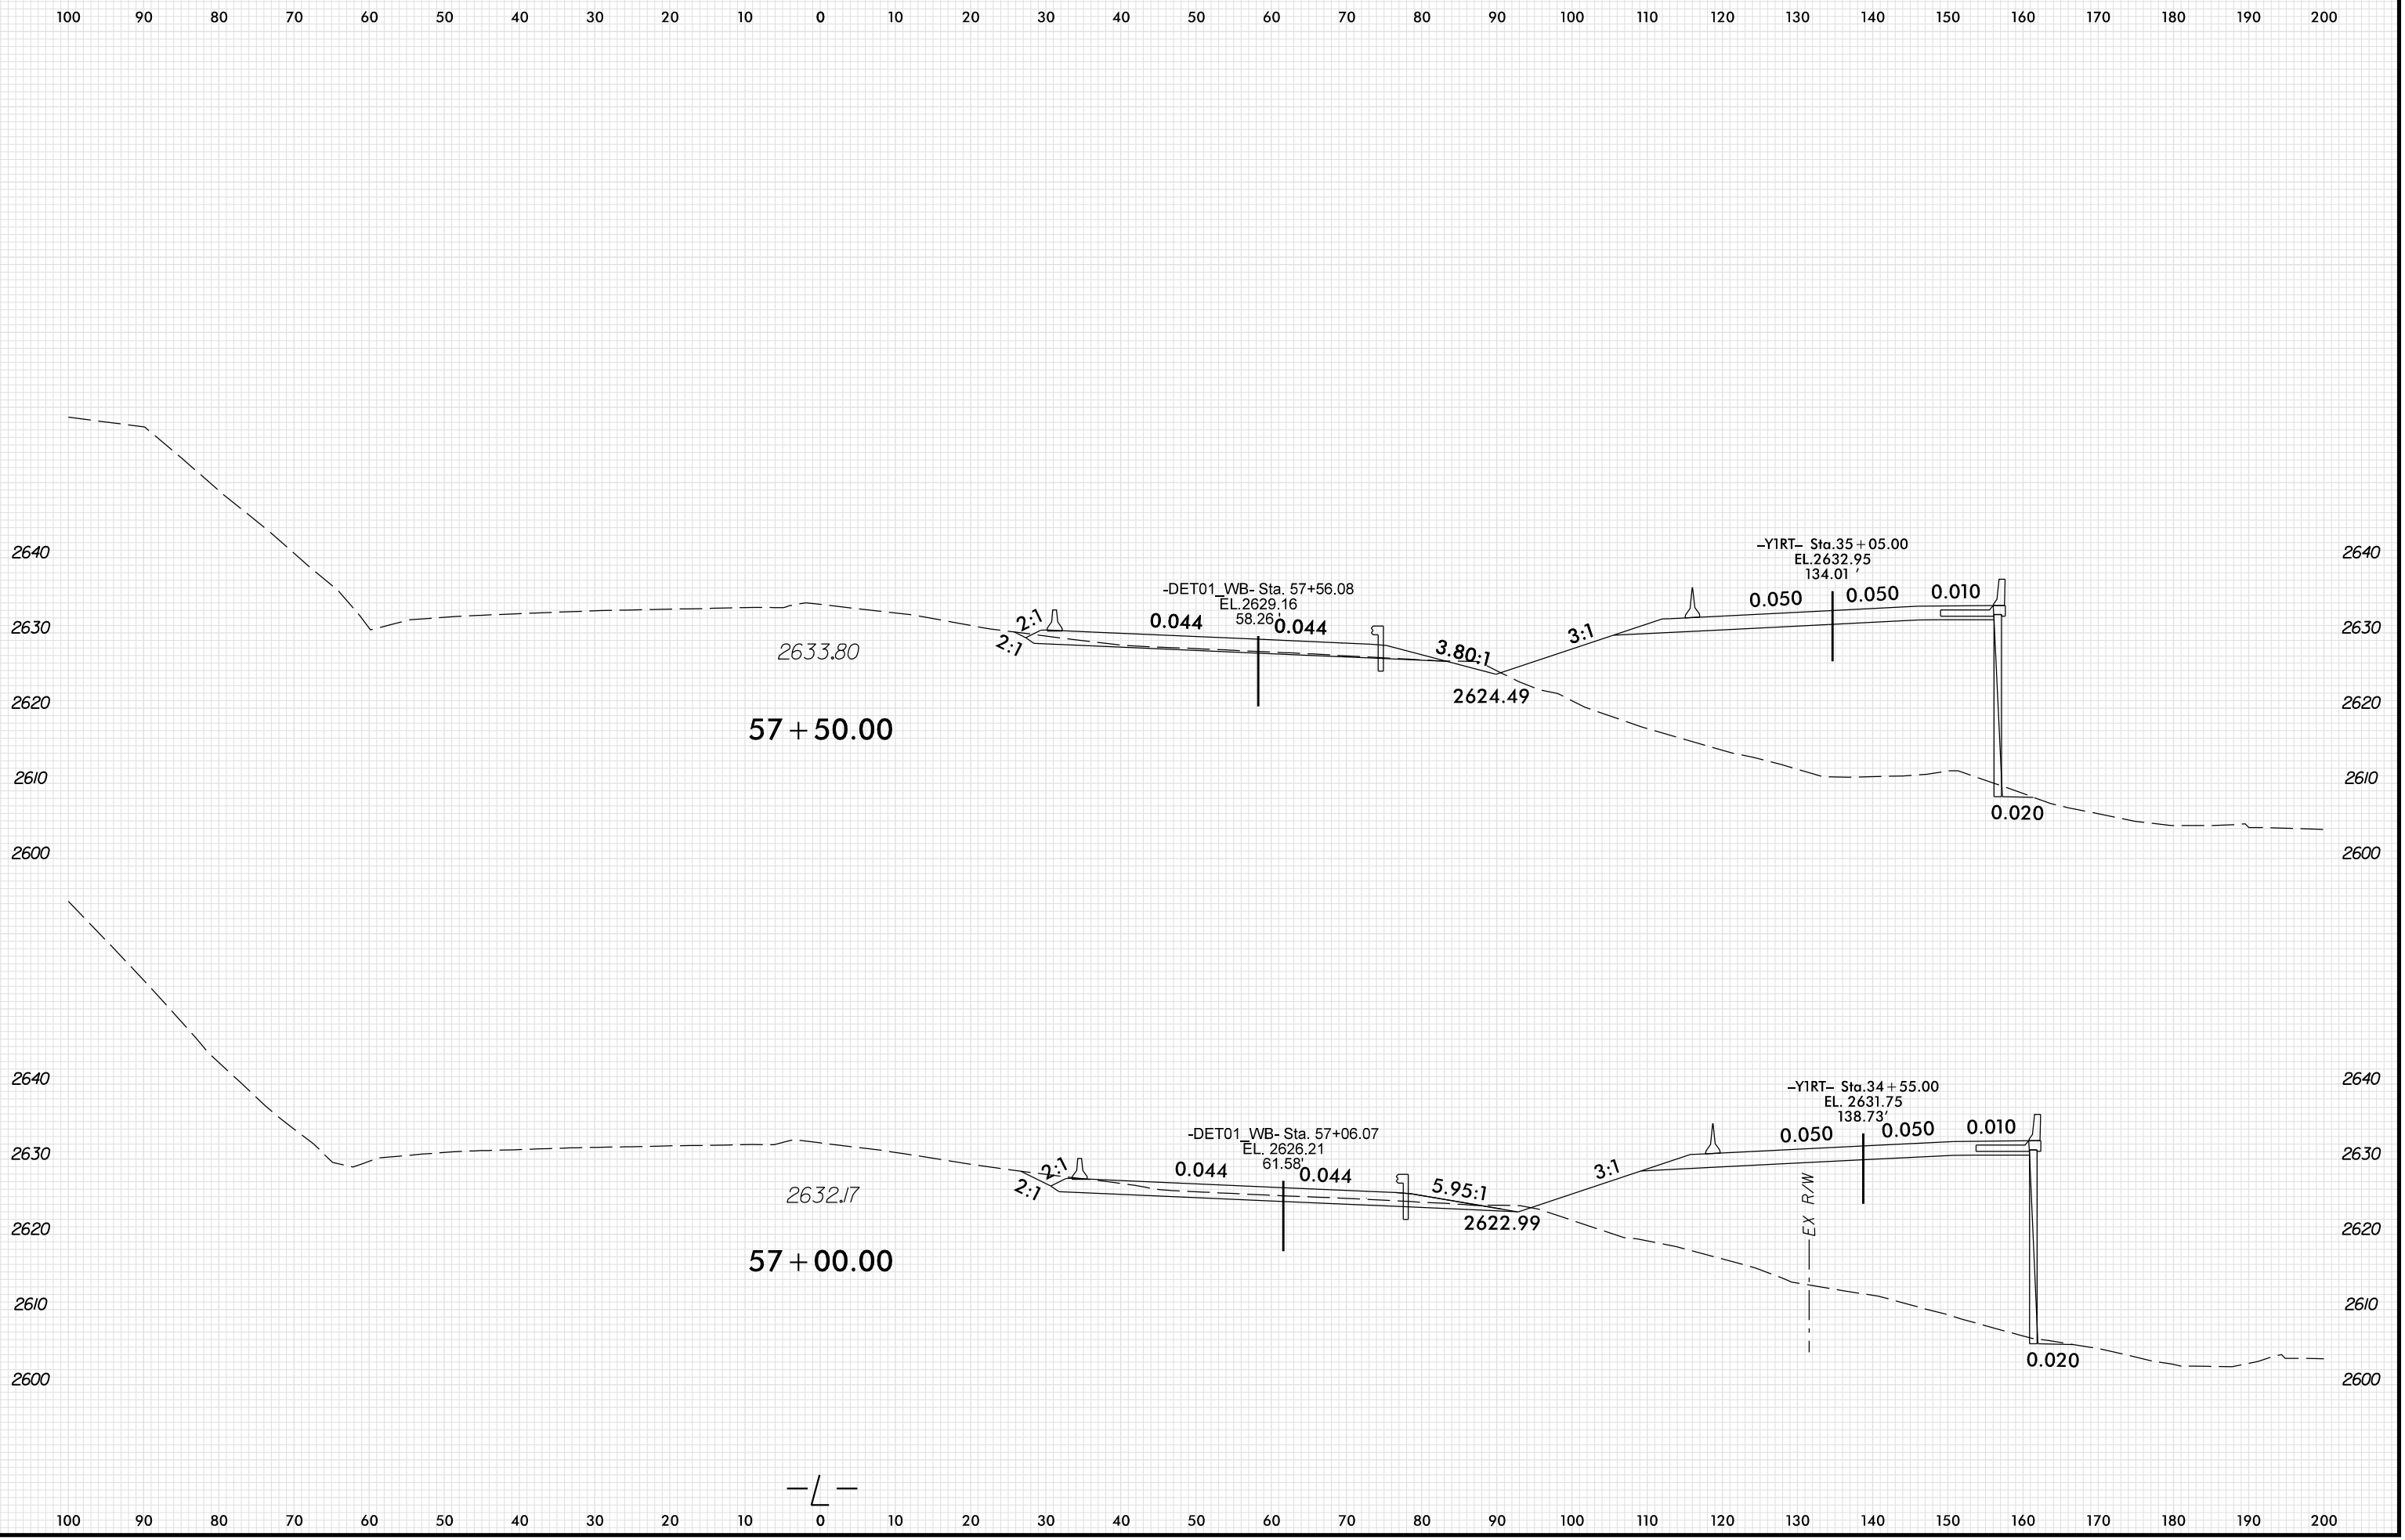 100 90 80 70 60 50 40 30 20 10 0 10 20 30 40 50 60 70 80 90 100 110 120 130 140 150 160 170 180 190 200
-Y1RT- Sta.35+05.00
2640 EL.2632.95 2640
134.01 '
-DET01_WB- Sta. 57+56.08 0.050 0.050 0.010
EL.2629.16
58.26'
2630 2:1 0.044 0.044 3:1 2630
2:1 2633.80 3.80:1
2620 2624.49 2620
57+50.00
2610 2610
0.020
2600 2600
2640 -Y1RT- Sta.34+55.00 2640
EL. 2631.75
138.73'
-DET01_WB- Sta. 57+06.07 0.050 0.050 0.010
EL. 2626.21
2630 61.58' 2630
2:1 0.044 0.044 3:1
2:1 2632.17 5.95:1 EX R/W
2620 2622.99 2620
57+00.00
2610 2610
0.020
2600 2600
-L-
100 90 80 70 60 50 40 30 20 10 0 10 20 30 40 50 60 70 80 90 100 110 120 130 140 150 160 170 180 190 200